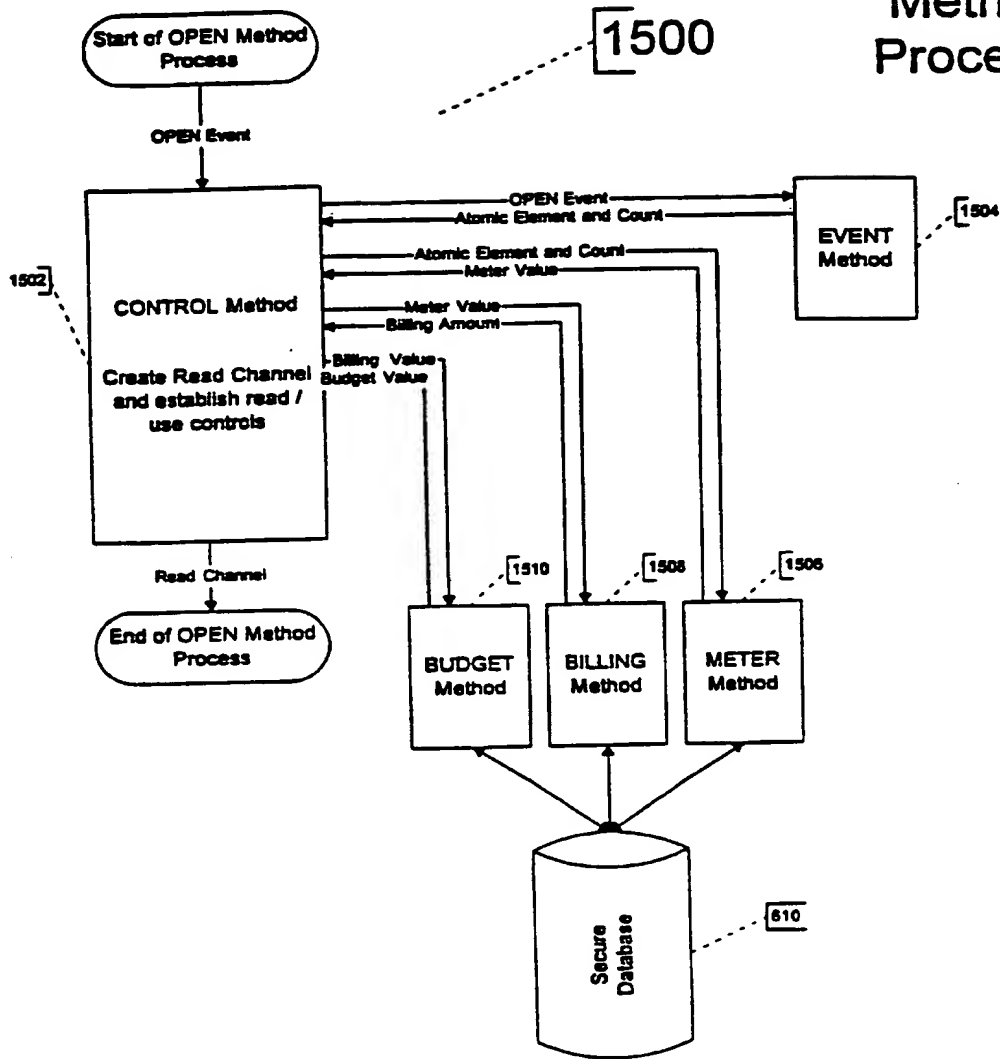 Start of OPEN Method
Process
1500
OPEN Event
OPEN Event
Atomic Element and Count
1504
EVENT
Method
Atomic Element and Count
Meter Value
1502
CONTROL Method
Meter Value
Billing Amount
Billing Value
Budget Value
Create Read Channel
and establish read /
use controls
Read Channel
1510
1508
1506
End of OPEN Method
Process
BUDGET
Method
BILLING
Method
METER
Method
610
Secure
Database